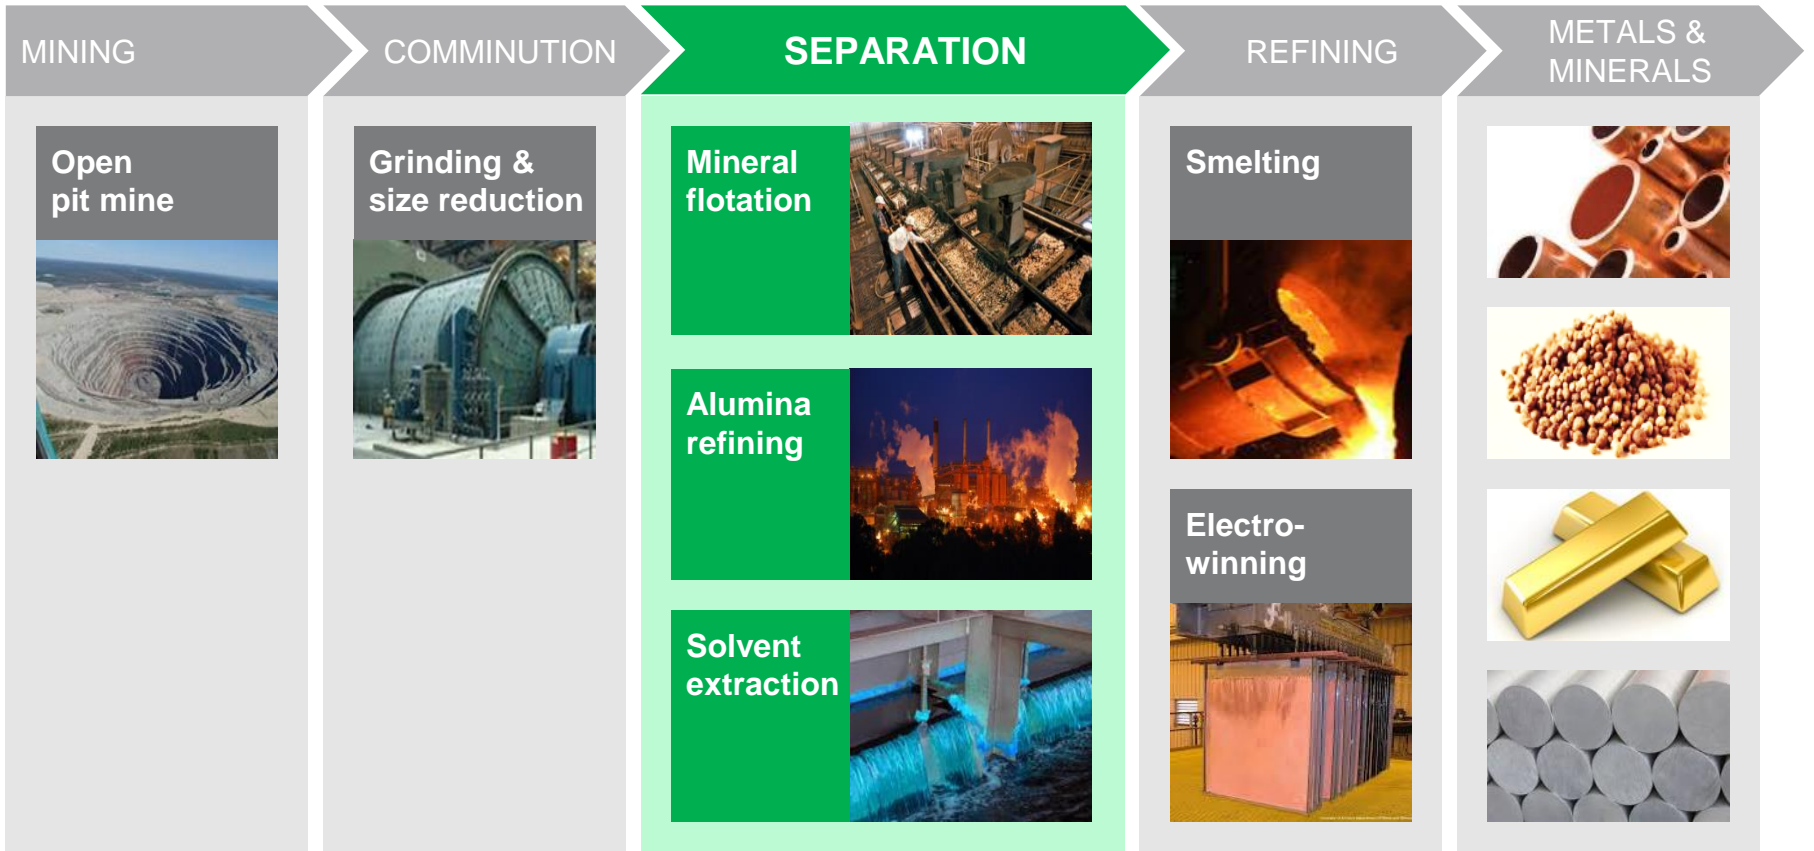 MINING
COMMINUTION
SEPARATION
REFINING
METALS &
MINERALS
Open
pit mine
Grinding &
size reduction
Mineral
flotation
Alumina
refining
Solvent
extraction
Smelting
Electro-
winning